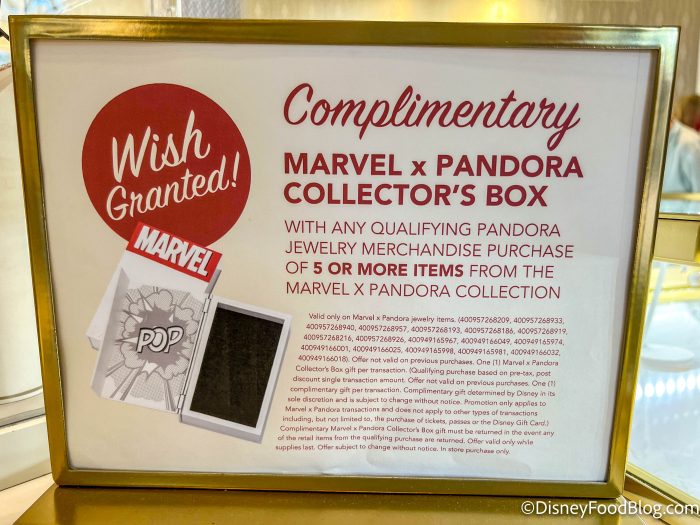 Wish
Granted!
Complimentary
MARVEL x PANDORA
COLLECTOR'S BOX
WITH ANY QUALIFYING PANDORA
JEWELRY MERCHANDISE PURCHASE
OF 5 OR MORE ITEMS FROM THE
MARVEL X PANDORA COLLECTION
MARVEL
POP
Valid only on Marvel x Pandora jewelry items. (400957268209, 400957268933,
400957268940, 400957268957, 400957268193, 400957268186, 400957268919,
400957268216, 400957268926, 400949165967, 400949166049, 400949165974,
400949166001, 400949166025, 400949165998, 400949165981, 400949166032,
400949166018). Offer not valid on previous purchases. One (1) Marvel x Pandora
Collector's Box gift per transaction. (Qualifying purchase based on pre-tax, post
discount single transaction amount. Offer not valid on previous purchases. One (1)
complimentary gift per transaction. Complimentary gift determined by Disney in its
sole discretion and is subject to change without notice. Promotion only applies to
Marvel x Pandora transactions and does not apply to other types of transactions
including, but not limited to, the purchase of tickets, passes or the Disney Gift Card.)
Complimentary Marvel x Pandora Collector's Box gift must be returned in the event any
of the retail items from the qualifying purchase are returned. Offer valid only while
supplies last. Offer subject to change without notice. In store purchase only.
©DisneyFoodBlog.com